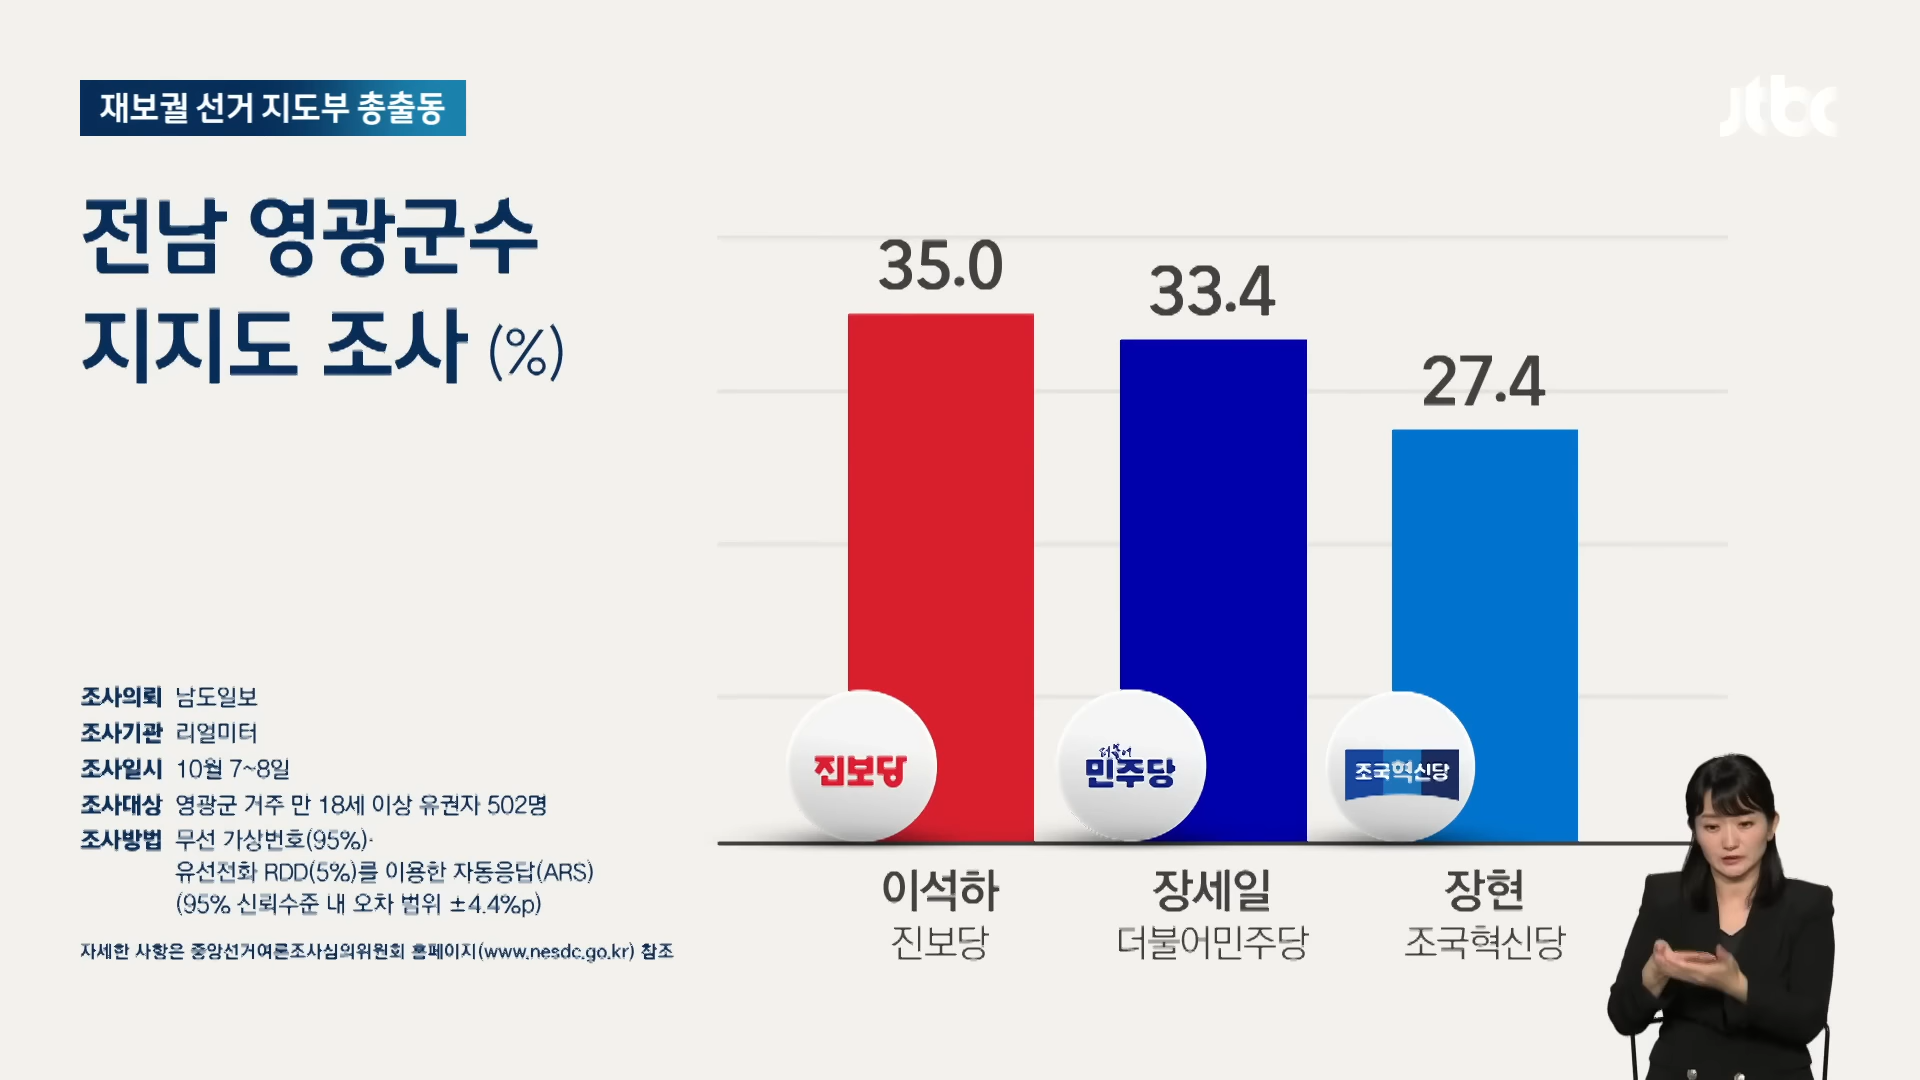 재보궐 선거 지도부 총출동
jtbc
전남 영광군수
지지도 조사 (%)
35.0
33.4
27.4
진보당
더불어
민주당
조국혁신당
이석하
장세일
장현
진보당
더불어민주당
조국혁신당
조사의뢰 남도일보
조사기관 리얼미터
조사일시 10월 7~8일
조사대상 영광군 거주 만 18세 이상 유권자 502명
조사방법 무선 가상번호(95%)·
유선전화 RDD(5%)를 이용한 자동응답(ARS)
(95% 신뢰수준 내 오차 범위 ±4.4%p)
자세한 사항은 중앙선거여론조사심의위원회 홈페이지(www.nesdc.go.kr) 참조